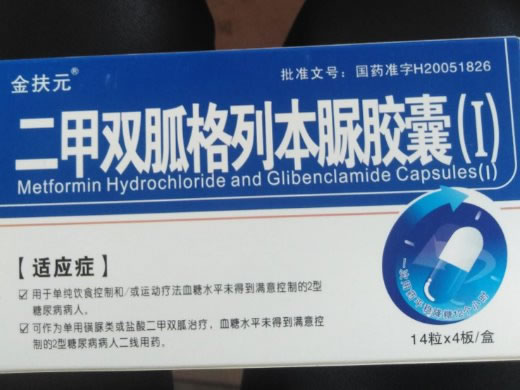 金扶元®
批准文号：国药准字H20051826
二甲双胍格列本脲胶囊(I)
Metformin Hydrochloride and Glibenclamide Capsules(I)
【适应症】
用于单纯饮食控制和/或运动疗法血糖水平未得到满意控制的2型
糖尿病病人。
可作为单用磺脲类或盐酸二甲双胍治疗，血糖水平未得到满意控
制的2型糖尿病病人二线用药。
14粒x4板/盒